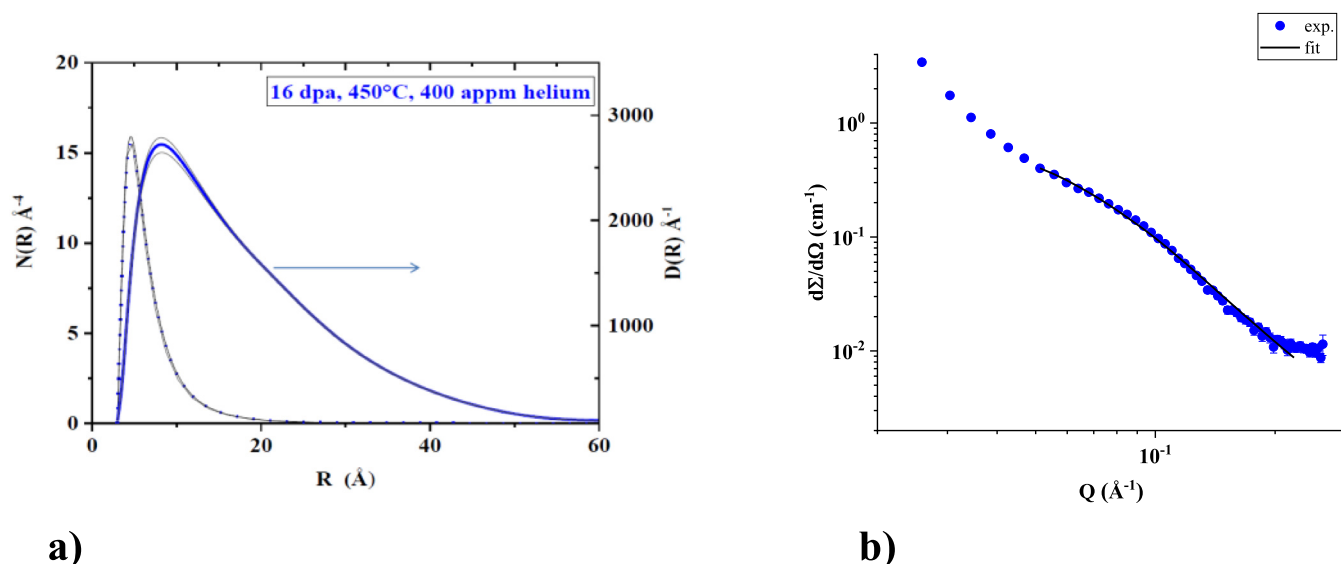 20
15
10
5
0
N(R) Å-4
16 dpa, 450°C, 400 appm helium
3000
2000
1000
D(R) Å-1
0
20
40
60
R (Å)
a)
exp.
fit
10⁰
10⁻¹
10⁻²
dΣ/dΩ (cm⁻¹)
10⁻¹
Q (Å⁻¹)
b)